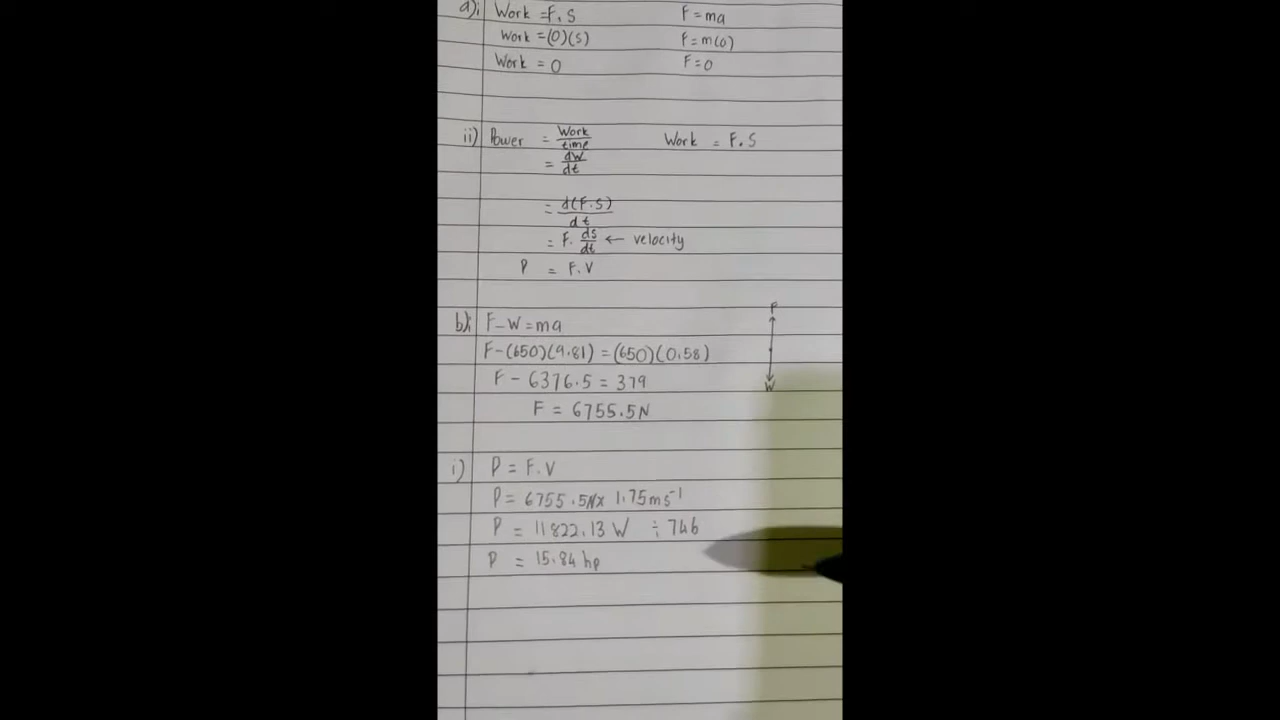 a)i Work = F.S F = ma
Work = (0)(s) F = m(0)
Work = 0 F = 0
ii) Power = Work/time Work = F.S
= dW/dt
= d(F.S)/dt
= F. ds/dt ← velocity
P = F.V
F
b)i F - W = ma
F - (650)(9.81) = (650)(0.58)
F - 6376.5 = 379
W
F = 6755.5N
i) P = F.V
P = 6755.5N x 1.75ms⁻¹
P = 11822.13 W ÷ 746
P = 15.84 hp